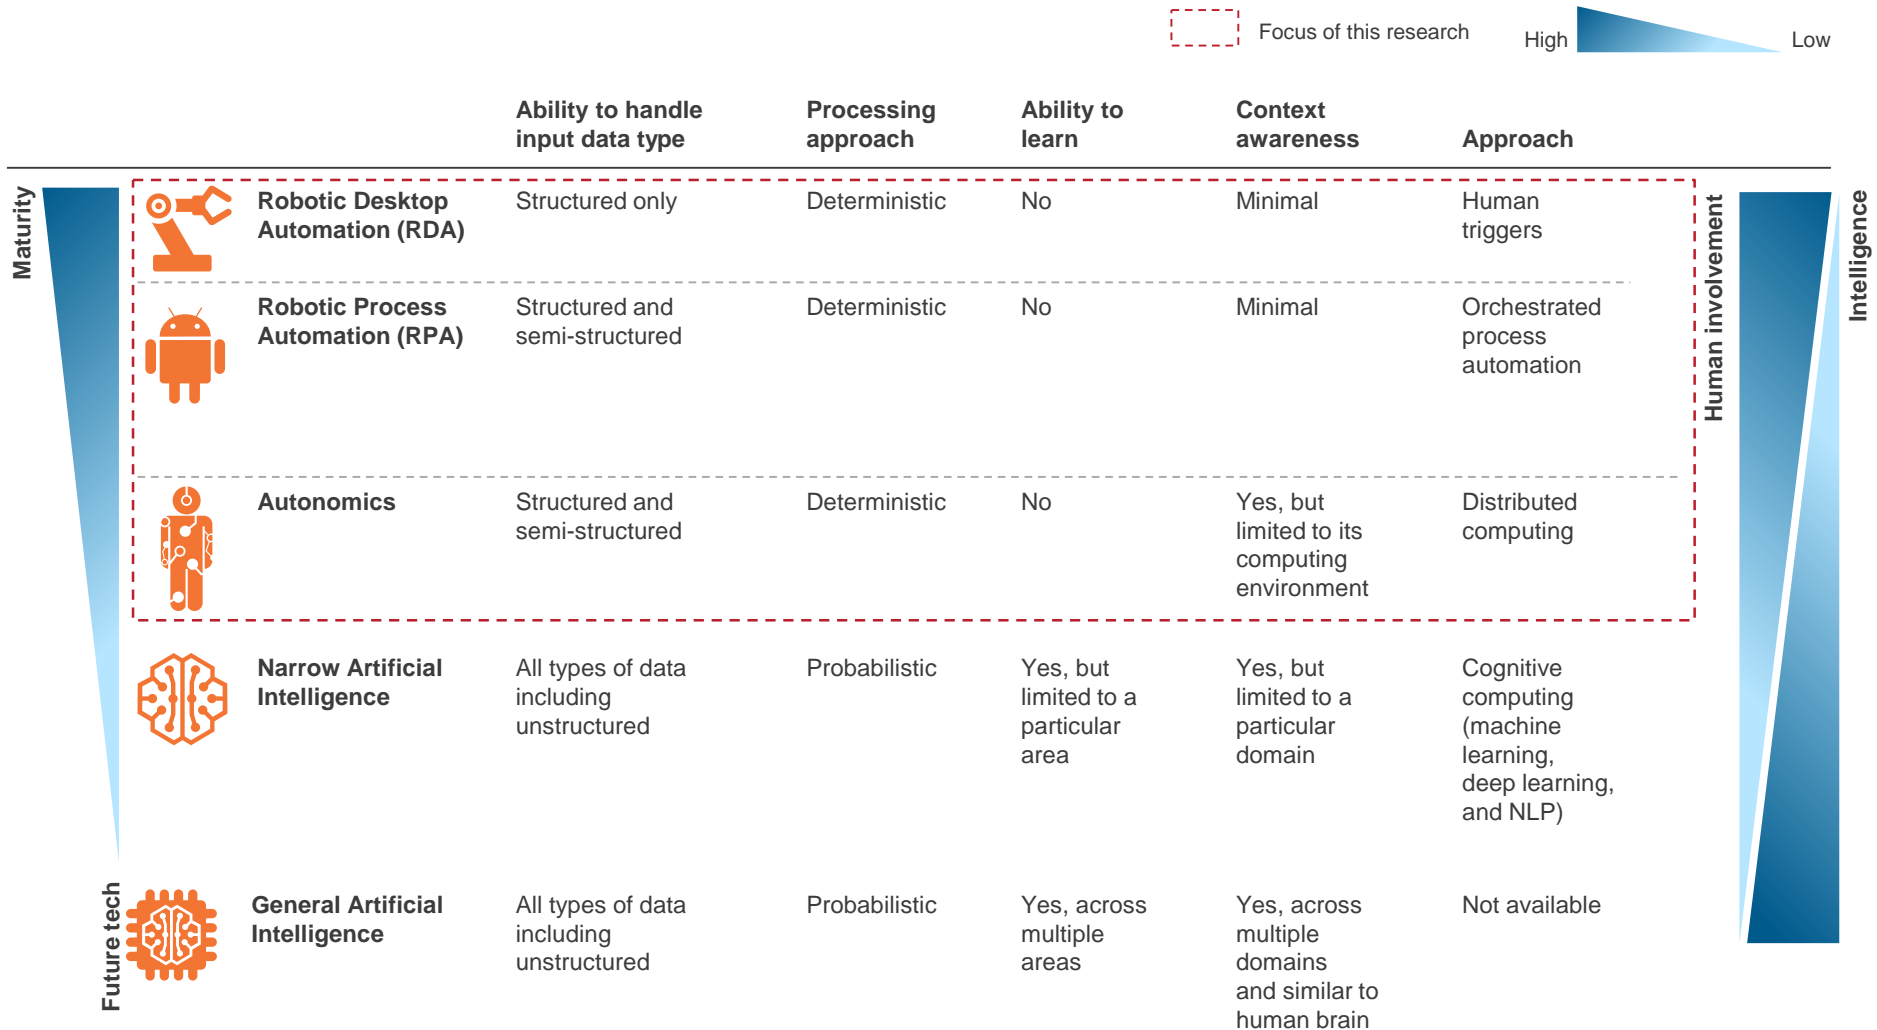 Focus of this research
High
Low
Ability to handle
input data type
Processing
approach
Ability to
learn
Context
awareness
Approach
Maturity
Robotic Desktop
Automation (RDA)
Structured only
Deterministic
No
Minimal
Human
triggers
Robotic Process
Automation (RPA)
Structured and
semi-structured
Deterministic
No
Minimal
Orchestrated
process
automation
Autonomics
Structured and
semi-structured
Deterministic
No
Yes, but
limited to its
computing
environment
Distributed
computing
Human involvement
Intelligence
Narrow Artificial
Intelligence
All types of data
including
unstructured
Probabilistic
Yes, but
limited to a
particular
area
Yes, but
limited to a
particular
domain
Cognitive
computing
(machine
learning,
deep learning,
and NLP)
Future tech
General Artificial
Intelligence
All types of data
including
unstructured
Probabilistic
Yes, across
multiple
areas
Yes, across
multiple
domains
and similar to
human brain
Not available